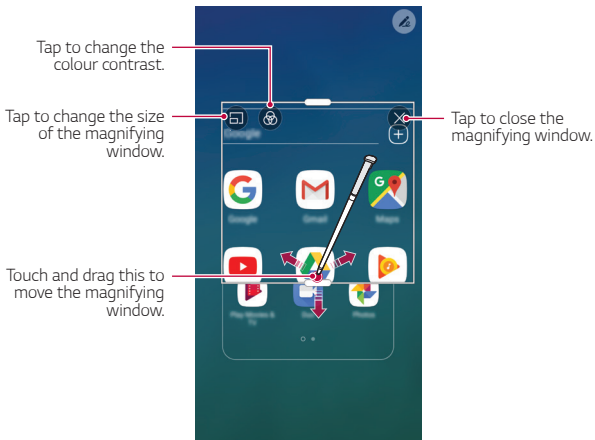 Tap to change the
colour contrast.
Tap to change the size
of the magnifying
window.
Tap to close the
magnifying window.
Google
Google
Gmail
Maps
Touch and drag this to
move the magnifying
window.
Play Movies &
TV
Photos